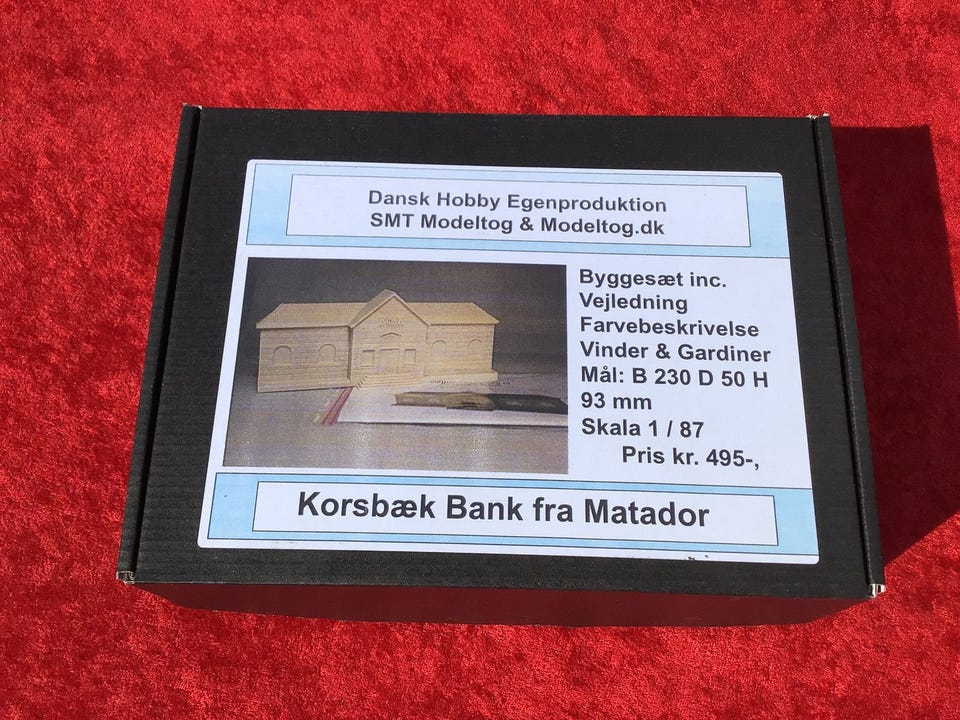 Dansk Hobby Egenproduktion
SMT Modeltog & Modeltog.dk
Byggesæt inc.
Vejledning
Farvebeskrivelse
Vinder & Gardiner
Mål: B 230 D 50 H
93 mm
Skala 1 / 87
Pris kr. 495-,
Korsbæk Bank fra Matador